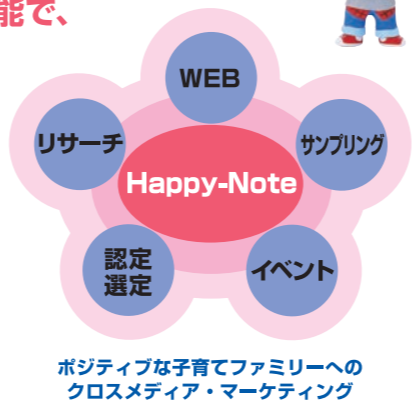 能で、
WEB
リサーチ
サンプリング
Happy-Note
認定
選定
イベント
ポジティブな子育てファミリーへの
クロスメディア・マーケティング